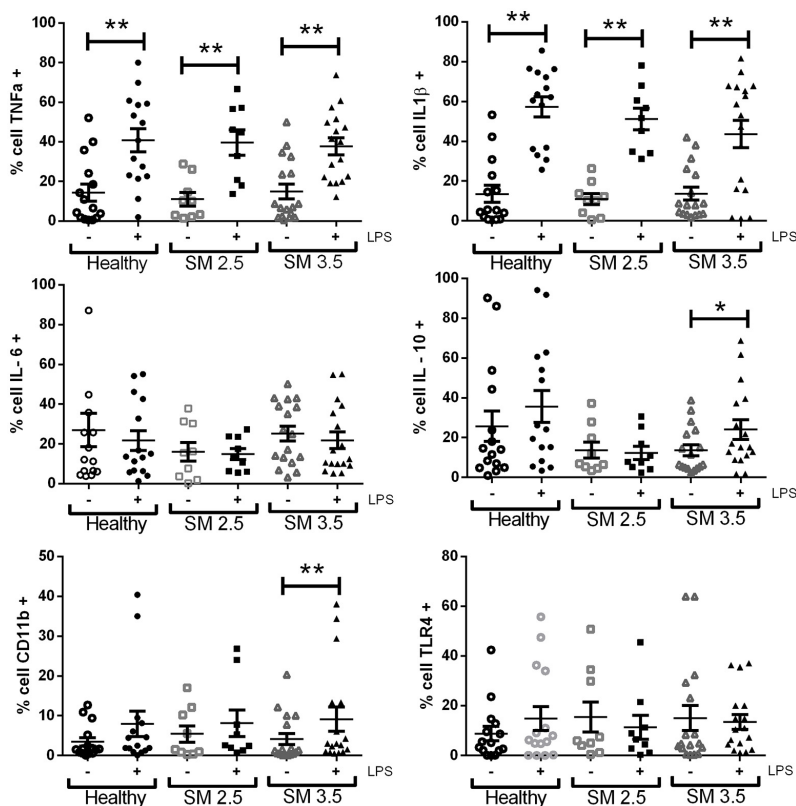 % cell TNFa +
100
80
60
40
20
0
** ** **
- + - + - + LPS
Healthy SM 2.5 SM 3.5
% cell IL1β +
100
80
60
40
20
0
** ** **
- + - + - + LPS
Healthy SM 2.5 SM 3.5
% cell IL- 6 +
100
80
60
40
20
0
- + - + - + LPS
Healthy SM 2.5 SM 3.5
% cell IL - 10 +
100
80
60
40
20
0
*
- + - + - + LPS
Healthy SM 2.5 SM 3.5
% cell CD11b +
50
40
30
20
10
0
**
- + - + - + LPS
Healthy SM 2.5 SM 3.5
% cell TLR4 +
80
60
40
20
0
- + - + - + LPS
Healthy SM 2.5 SM 3.5